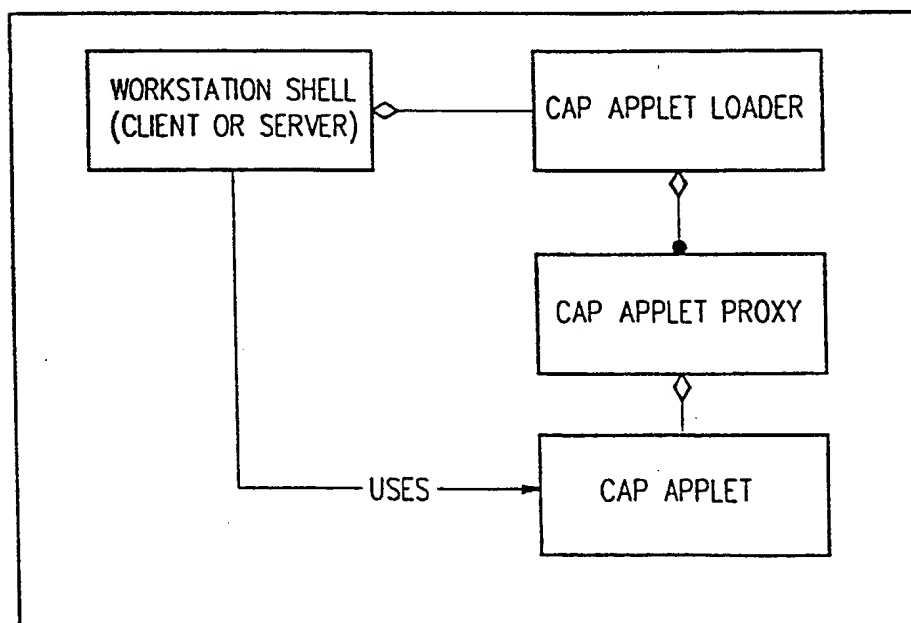 WORKSTATION SHELL
(CLIENT OR SERVER)
CAP APPLET LOADER
CAP APPLET PROXY
USES
CAP APPLET